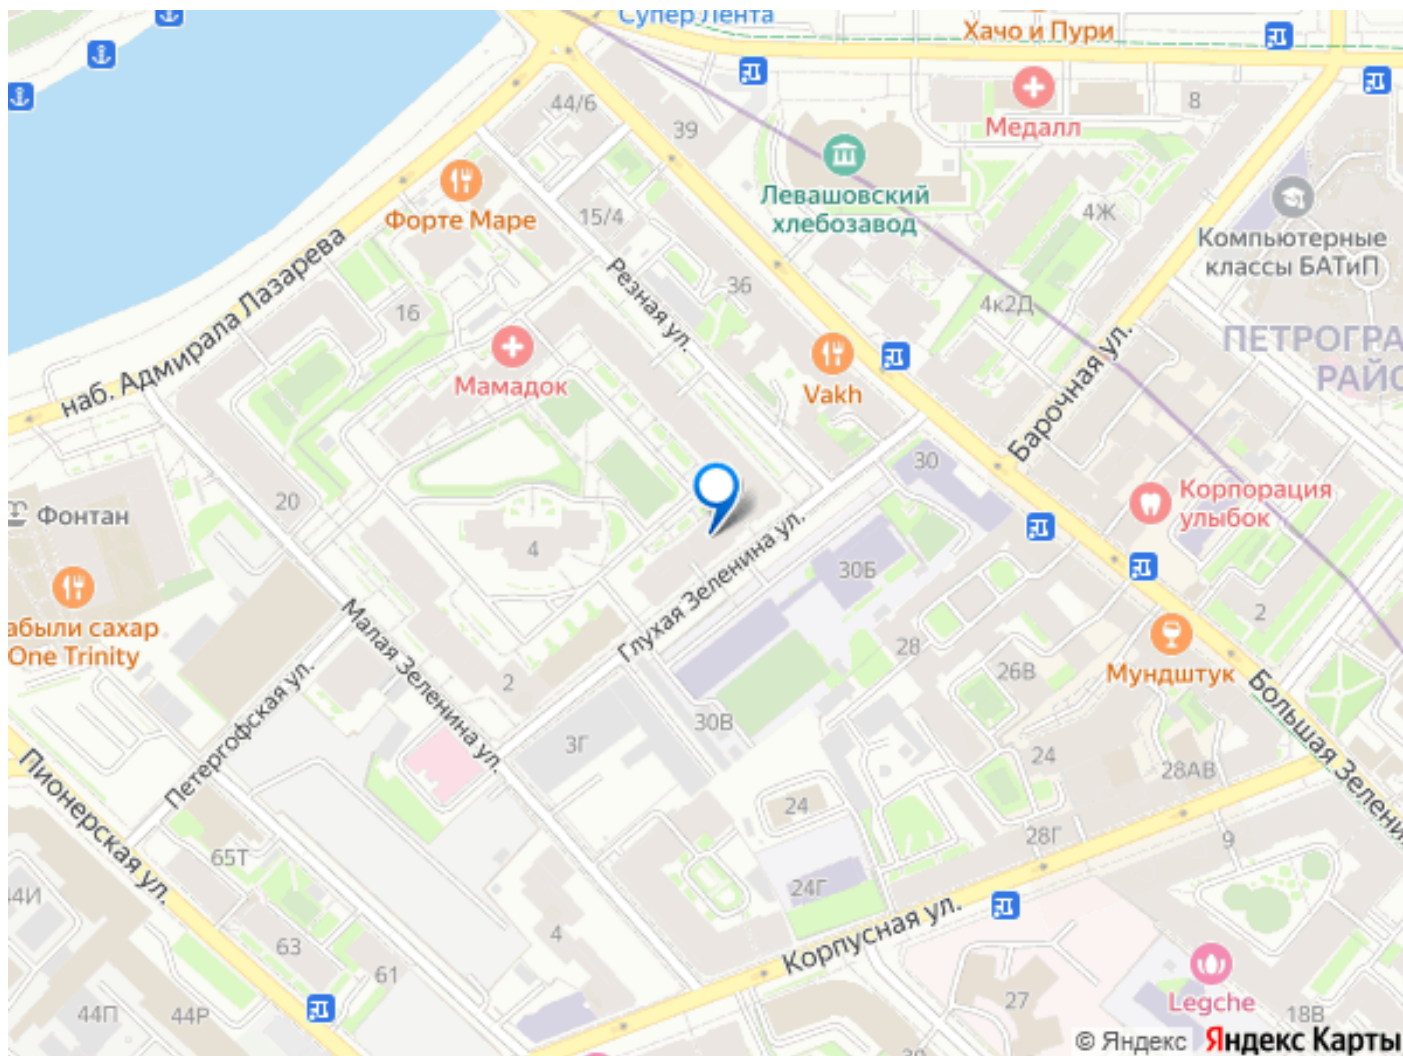 Супер Лента
Хачо и Пури
44/6
39
Медалл
8
Форте Маре
15/4
Левашовский
хлебозавод
4Ж
Компьютерные
классы БАТиП
наб. Адмирала Лазарева
16
Резная ул.
36
4к2Д
ПЕТРОГРА
РАЙО
Мамадок
Vakh
Барочная ул.
30
Корпорация
улыбок
20
Фонтан
4
30Б
Глухая Зеленина ул.
2
абыли сахар
One Trinity
Малая Зеленина ул.
28
26В
Мундштук
Петергофская ул.
2
30В
3Г
24
28АВ
Большая Зеленин
Пионерская ул.
24
28Г
9
65Т
24Г
44И
Корпусная ул.
4
63
61
Legche
27
18В
44П
44Р
39
© Яндекс Яндекс Карты